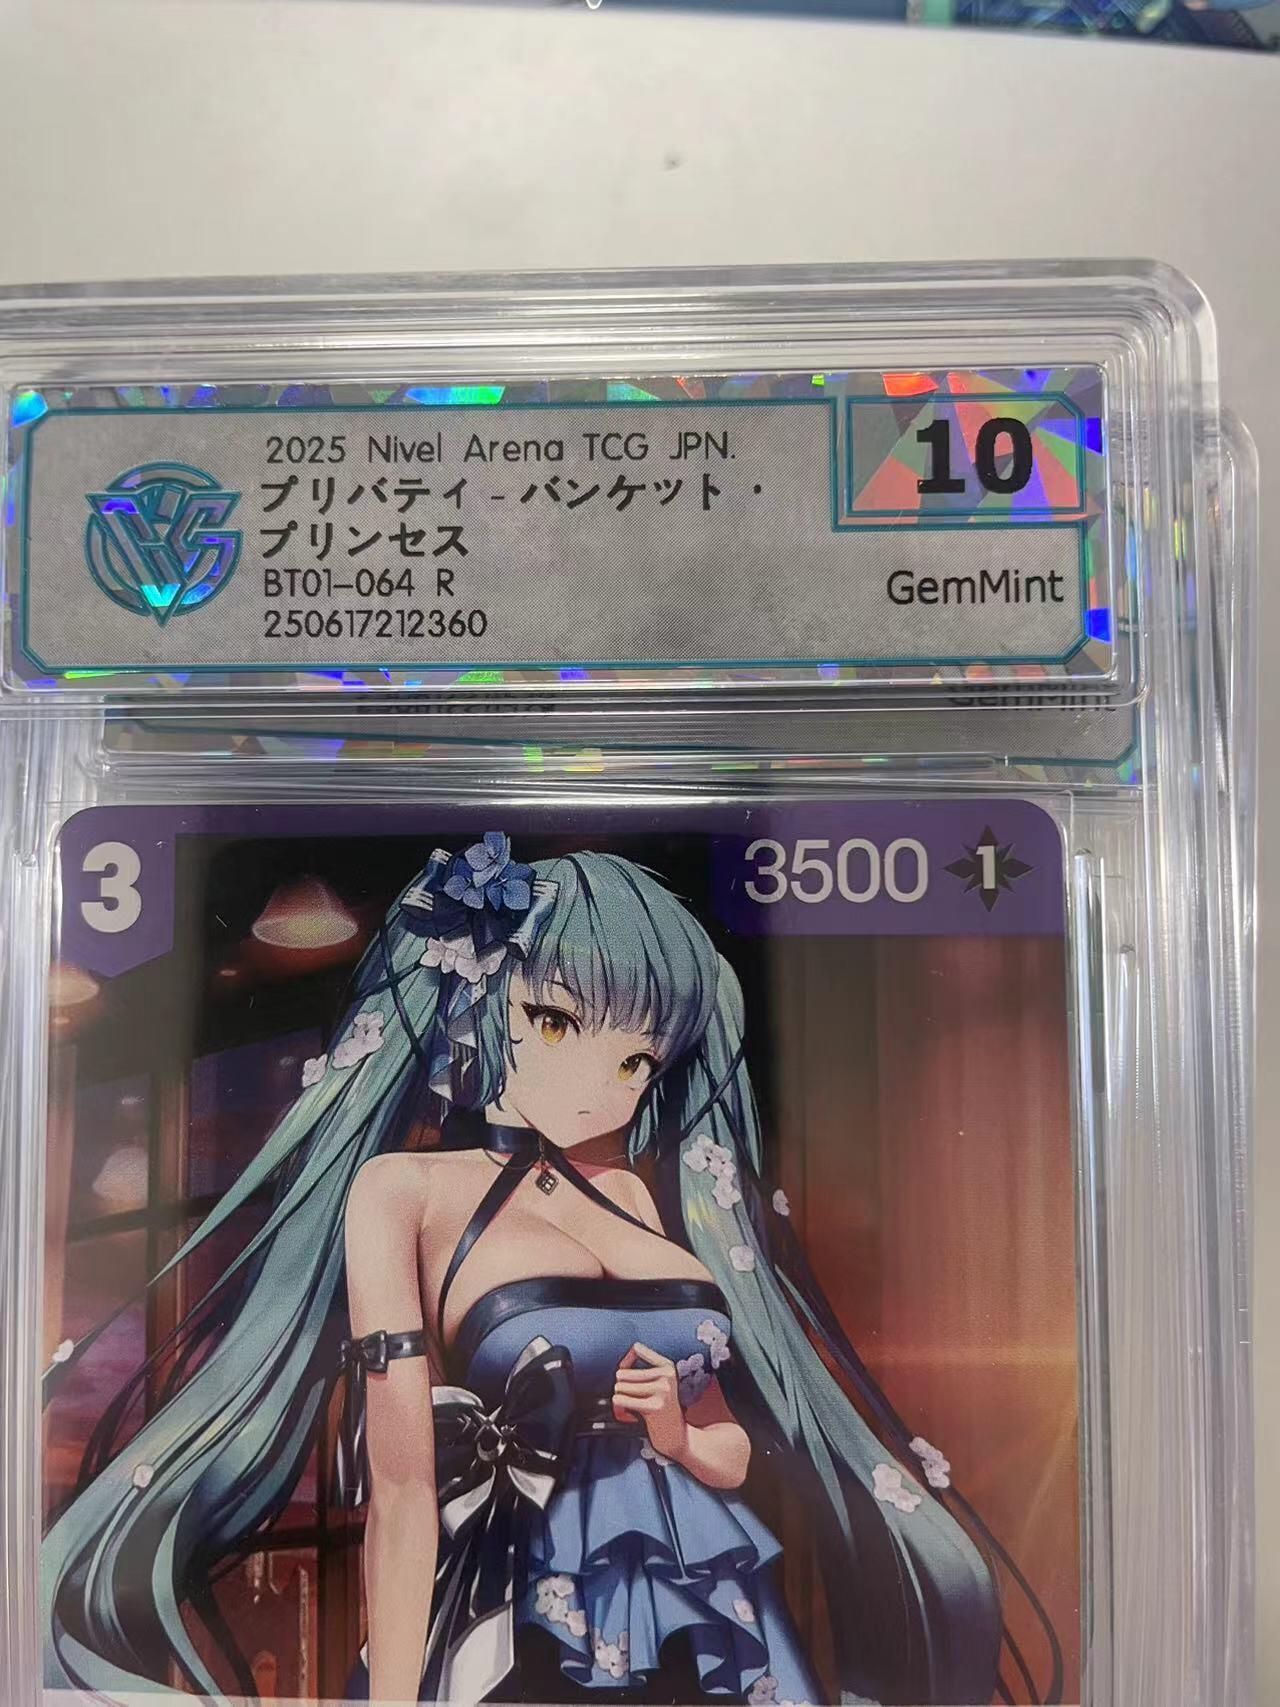 2025 Nivel Arena TCG JPN.
プリバティ - バンケット・
プリンセス
BT01-064 R
250617212360
10
GemMint
GemMint
3
3500
1